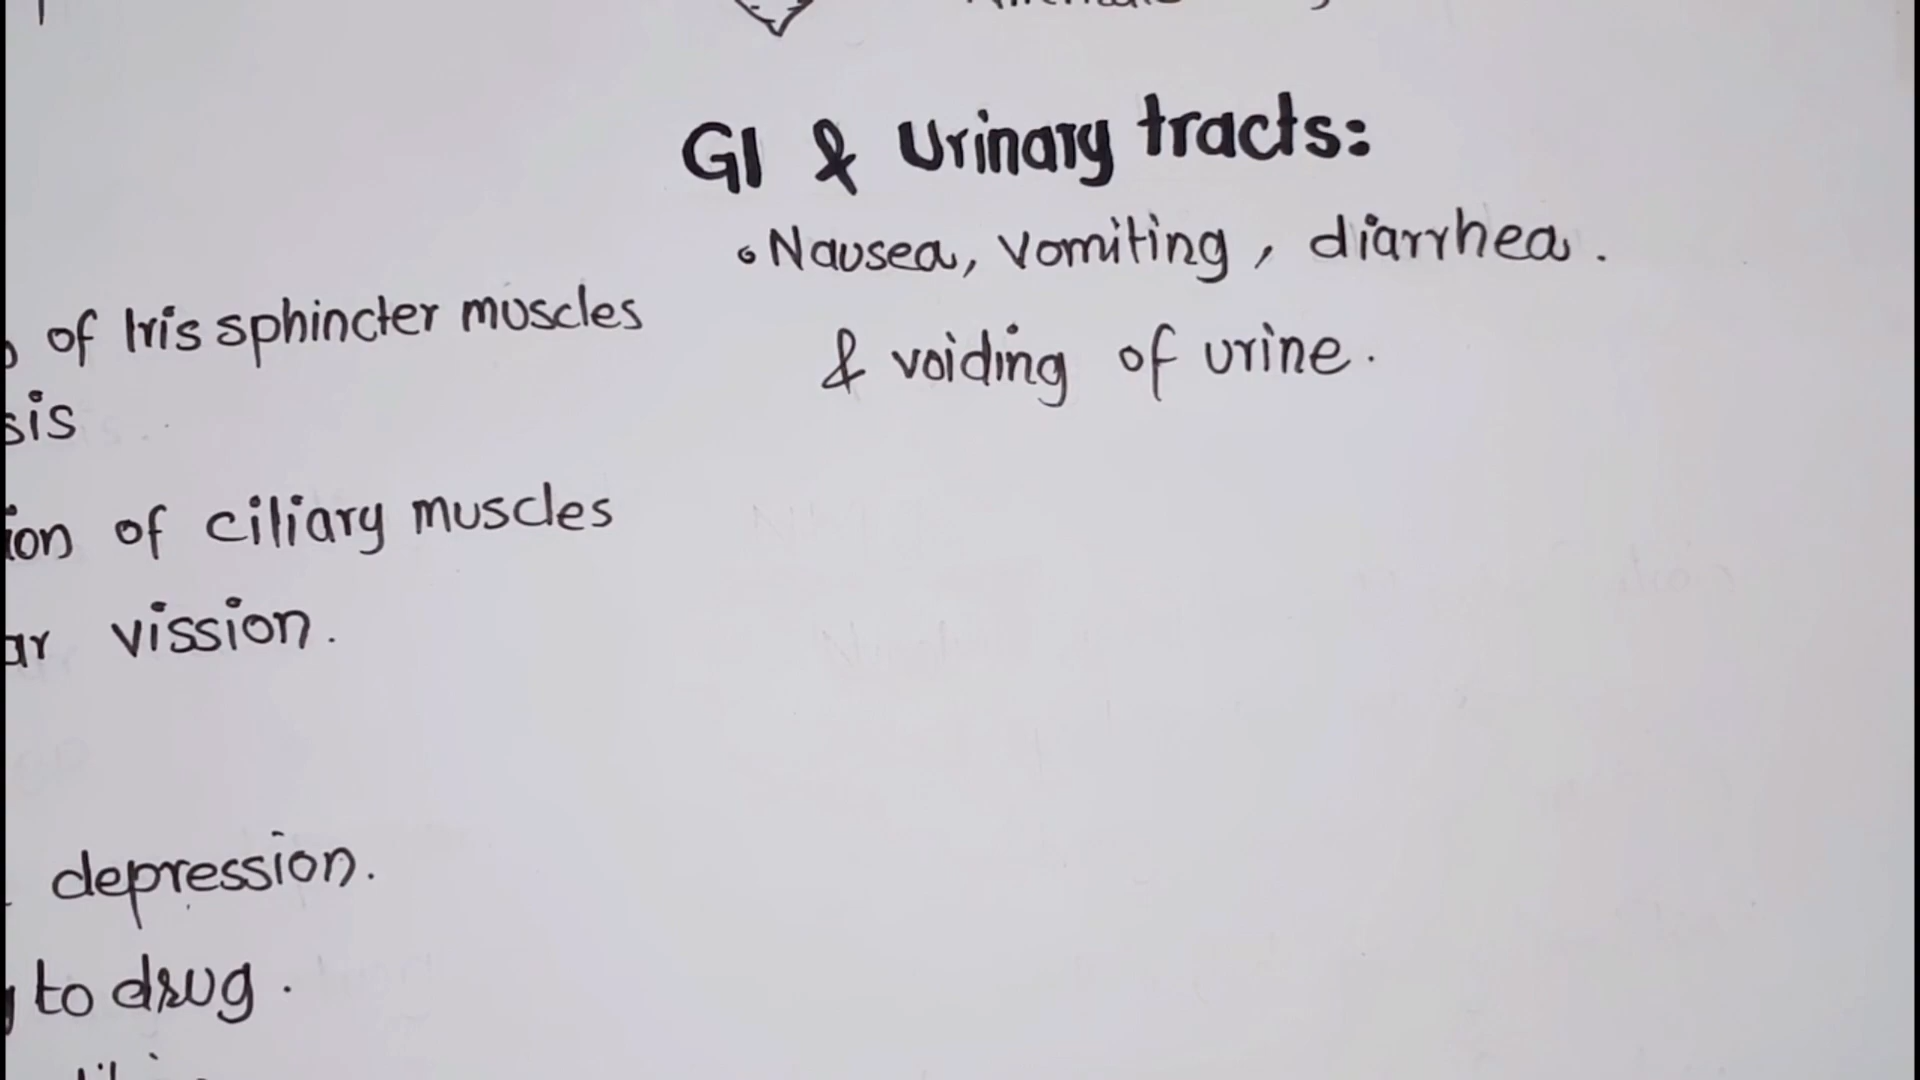 GI & Urinary tracts:
• Nausea, vomiting, diarrhea.
& voiding of urine.
of Iris sphincter muscles
sis
ion of ciliary muscles
ar vission.
depression.
to drug.